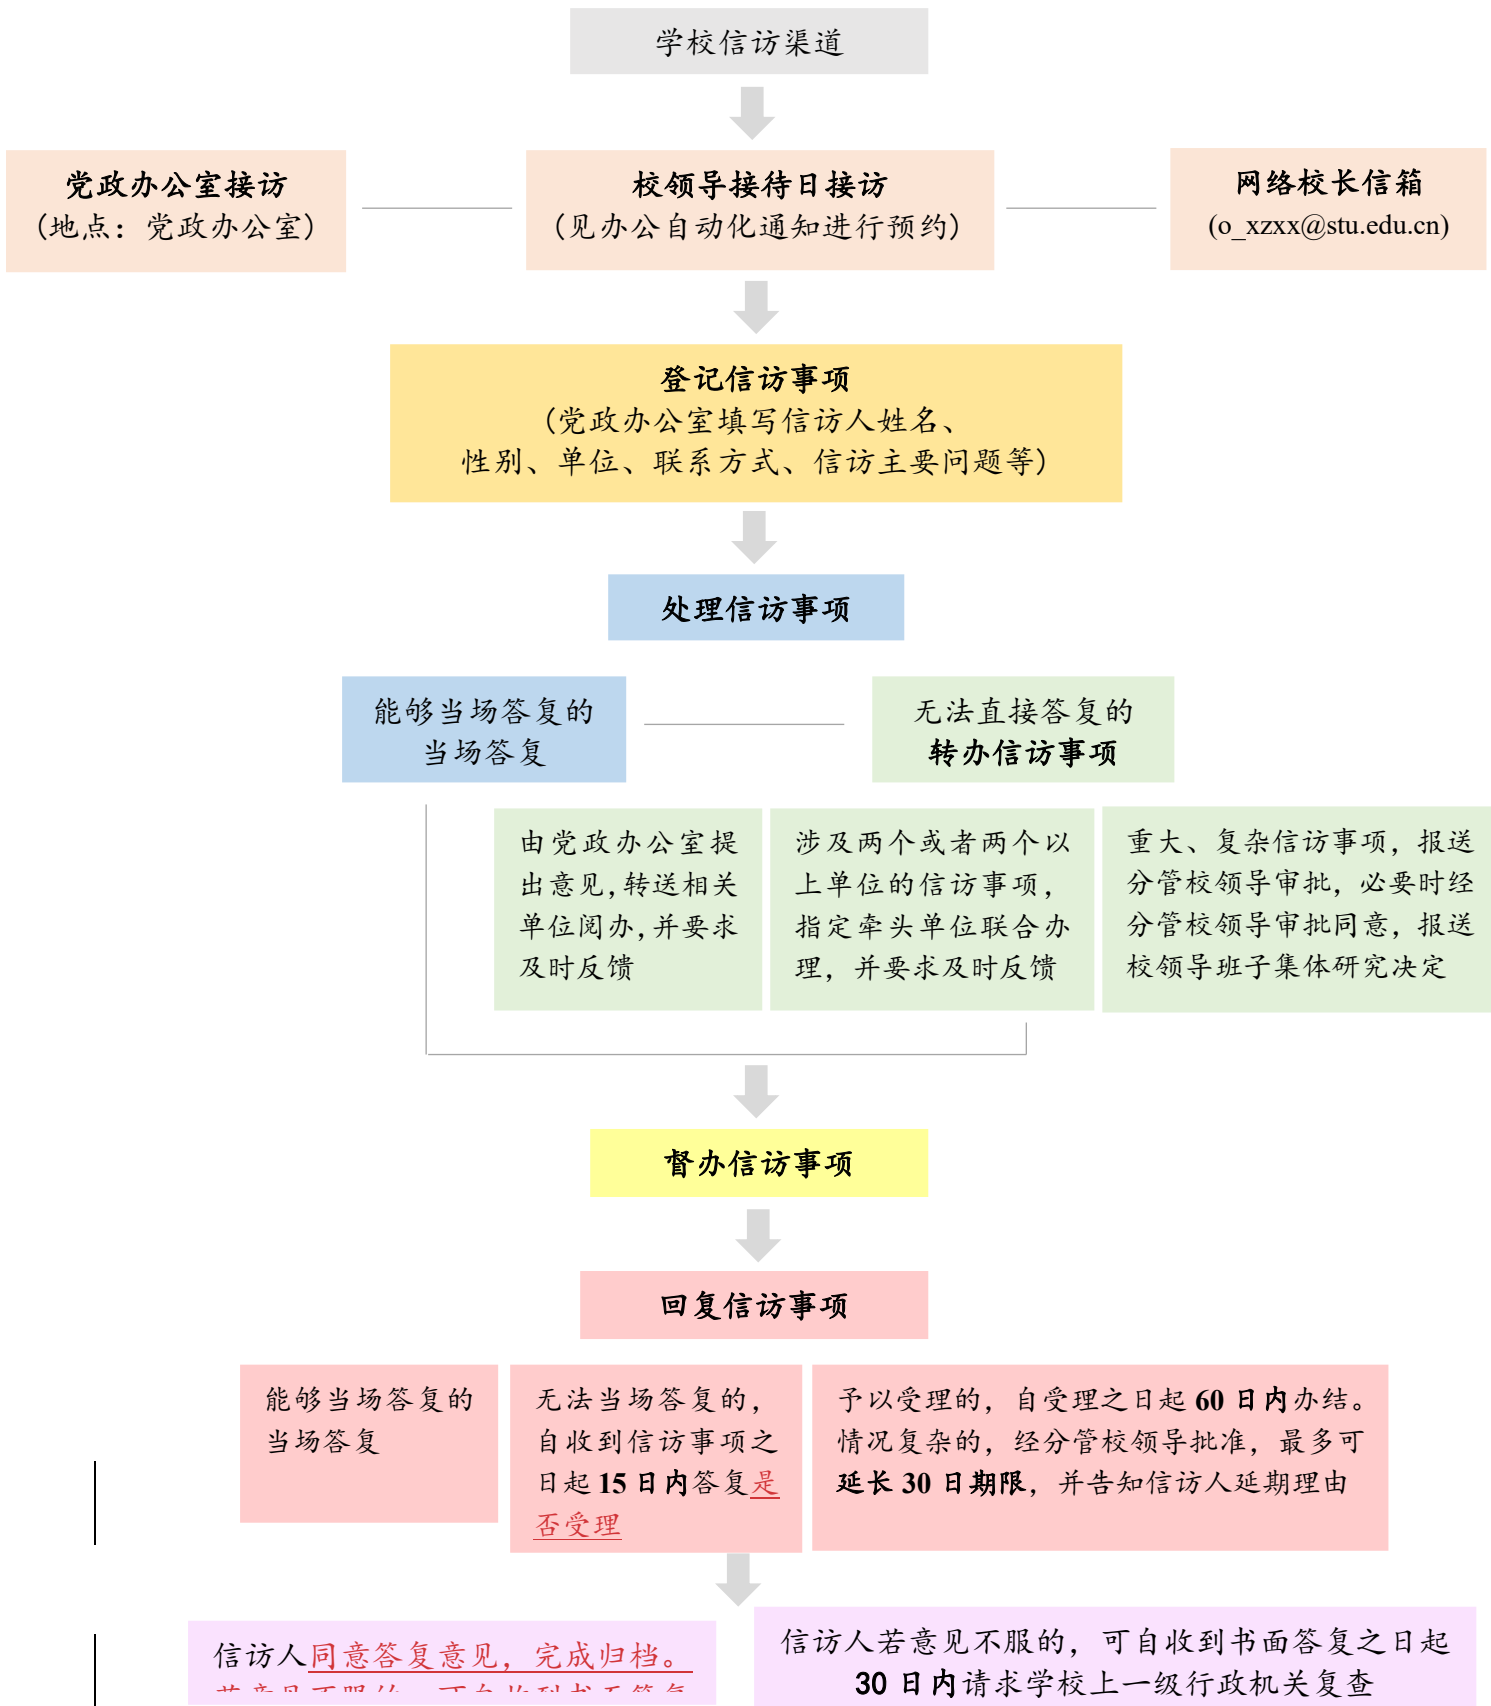 学校信访渠道
党政办公室接访
（地点：党政办公室）
校领导接待日接访
（见办公自动化通知进行预约）
网络校长信箱
(o_xzxx@stu.edu.cn)
登记信访事项
（党政办公室填写信访人姓名、
性别、单位、联系方式、信访主要问题等）
处理信访事项
能够当场答复的
当场答复
无法直接答复的
转办信访事项
由党政办公室提
出意见，转送相关
单位阅办，并要求
及时反馈
涉及两个或者两个以
上单位的信访事项，
指定牵头单位联合办
理，并要求及时反馈
重大、复杂信访事项，报送
分管校领导审批，必要时经
分管校领导审批同意，报送
校领导班子集体研究决定
督办信访事项
回复信访事项
能够当场答复的
当场答复
无法当场答复的，
自收到信访事项之
日起 15 日内答复是
否受理
予以受理的，自受理之日起 60 日内办结。
情况复杂的，经分管校领导批准，最多可
延长 30 日期限，并告知信访人延期理由
信访人同意答复意见，完成归档。
信访人若意见不服的，可自收到书面答复之日起
30 日内请求学校上一级行政机关复查